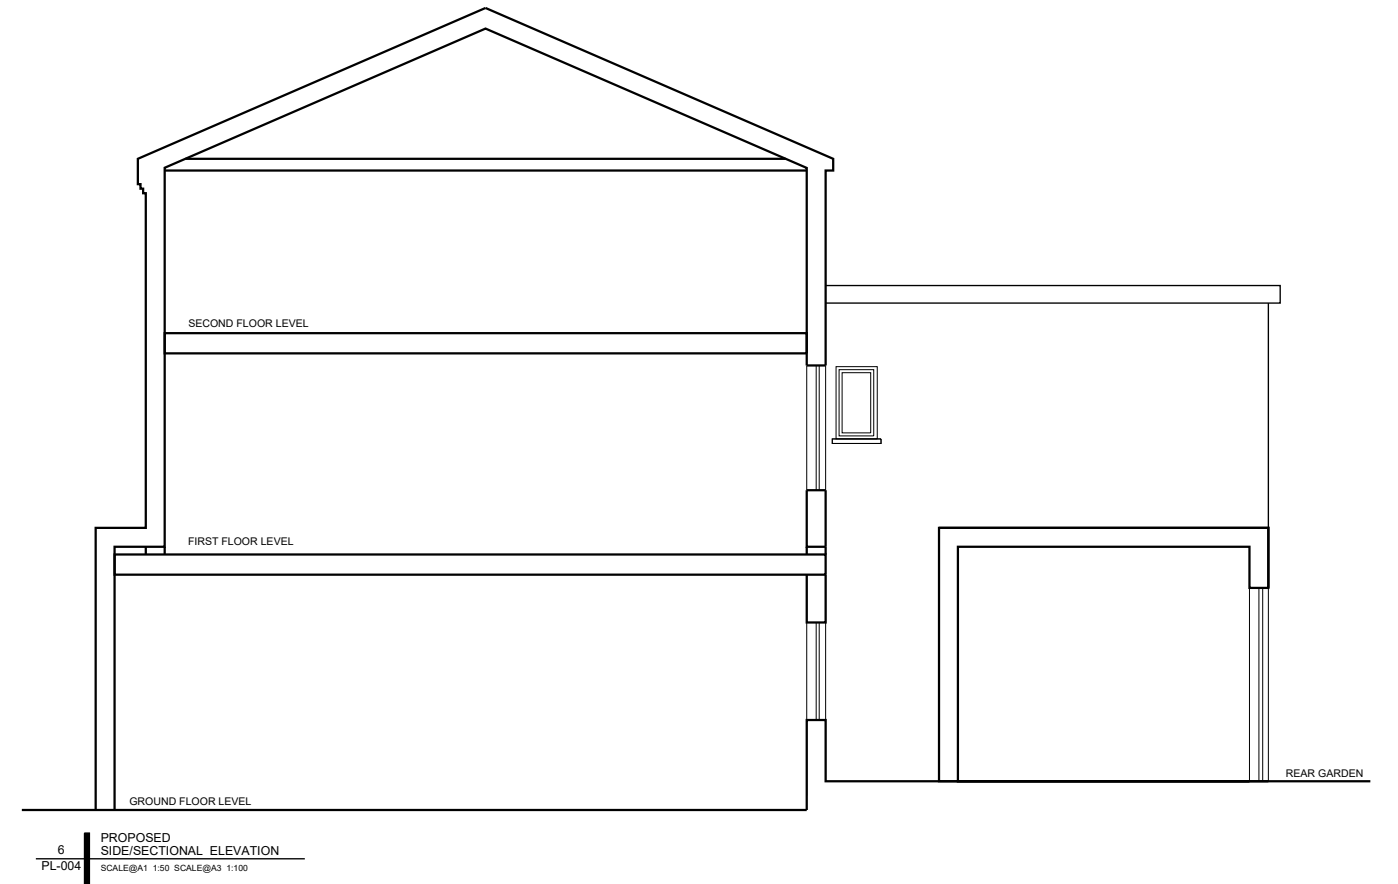 SECOND FLOOR LEVEL
FIRST FLOOR LEVEL
REAR GARDEN
GROUND FLOOR LEVEL
6
PL-004
PROPOSED
SIDE/SECTIONAL ELEVATION
SCALE@A1 1:50 SCALE@A3 1:100